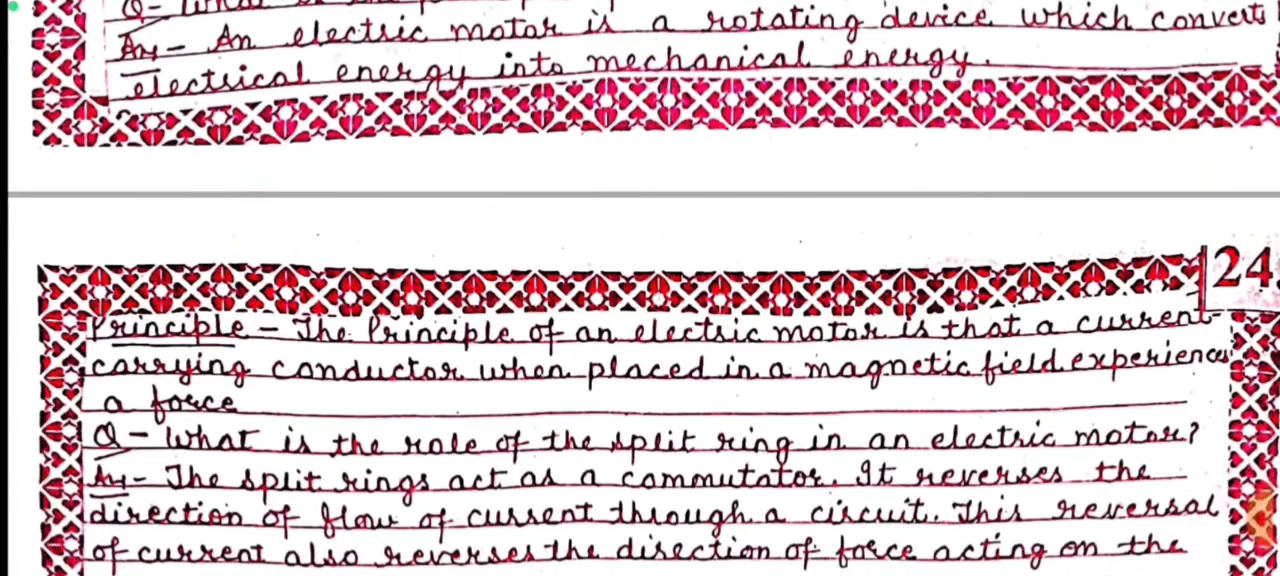 Q- What
Ans- An electric motor is a rotating device which converts
electrical energy into mechanical energy.
24
Principle - The Principle of an electric motor is that a current-
carrying conductor when placed in a magnetic field experiences
a force
Q- What is the role of the split ring in an electric motor?
Ans- The split rings act as a commutator. It reverses the
direction of flow of current through a circuit. This reversal
of current also reverses the direction of force acting on the